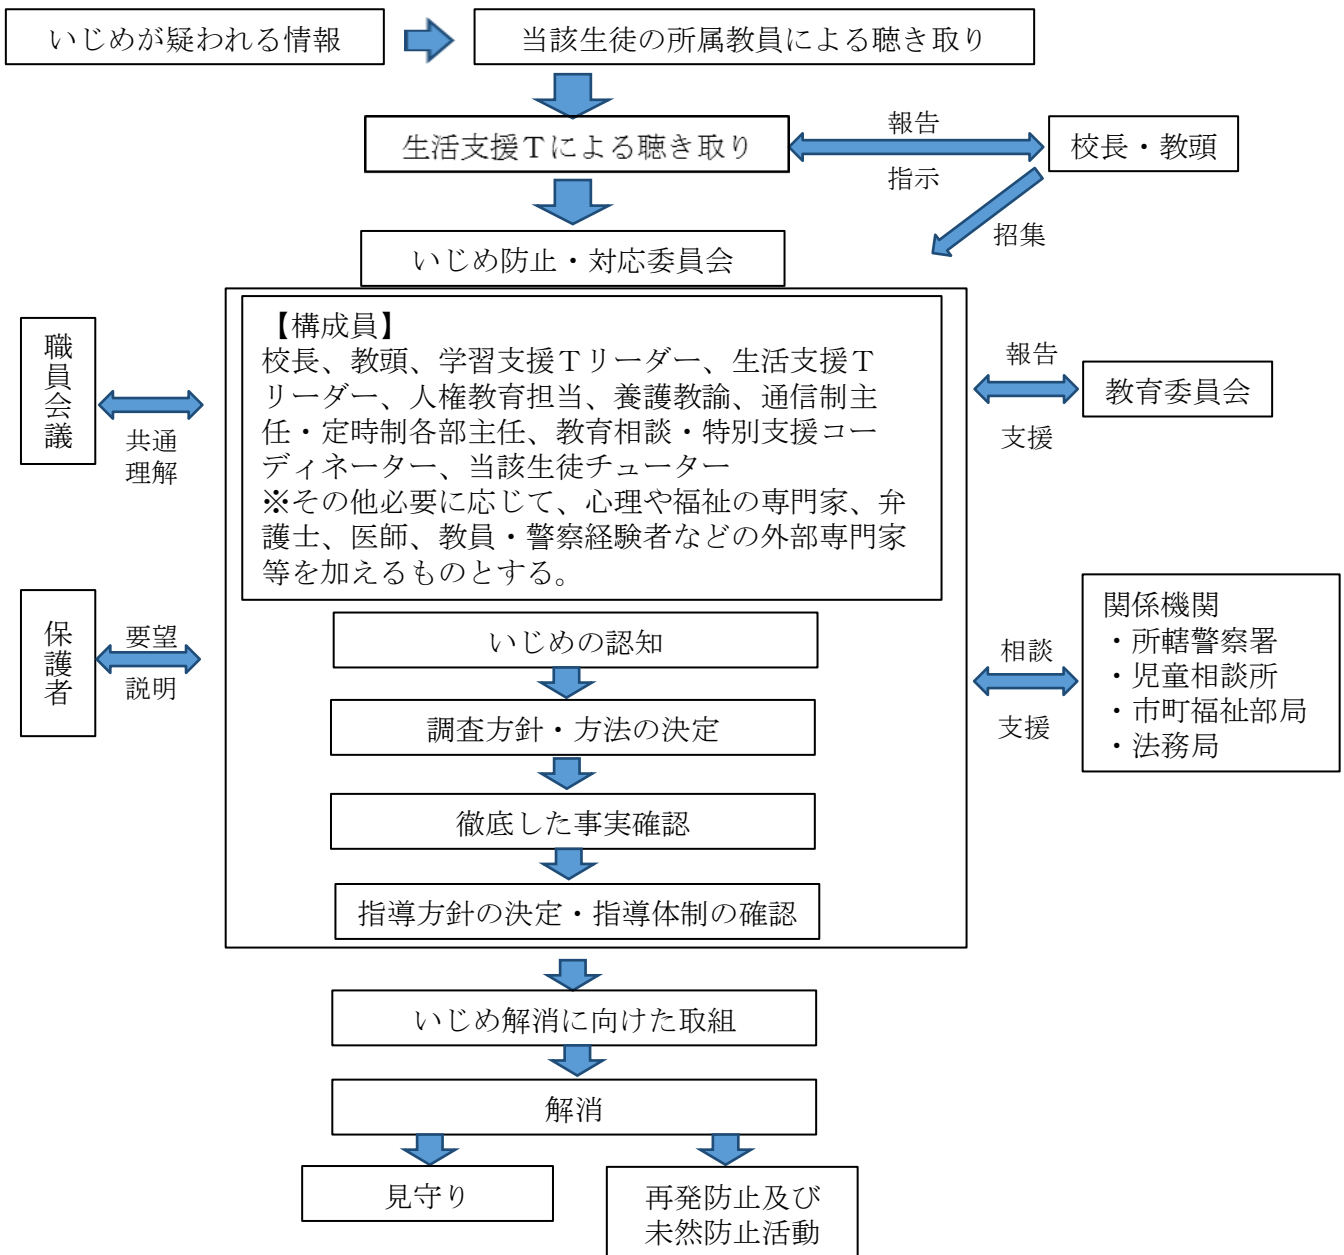 いじめが疑われる情報
当該生徒の所属教員による聴き取り
生活支援Tによる聴き取り
報告
指示
校長・教頭
招集
いじめ防止・対応委員会
【構成員】
校長、教頭、学習支援Tリーダー、生活支援T
リーダー、人権教育担当、養護教諭、通信制主
任・定時制各部主任、教育相談・特別支援コー
ディネーター、当該生徒チューター
※その他必要に応じて、心理や福祉の専門家、弁
護士、医師、教員・警察経験者などの外部専門家
等を加えるものとする。
職員会議
共通
理解
報告
支援
教育委員会
保護者
要望
説明
相談
支援
関係機関
・所轄警察署
・児童相談所
・市町福祉部局
・法務局
いじめの認知
調査方針・方法の決定
徹底した事実確認
指導方針の決定・指導体制の確認
いじめ解消に向けた取組
解消
見守り
再発防止及び
未然防止活動